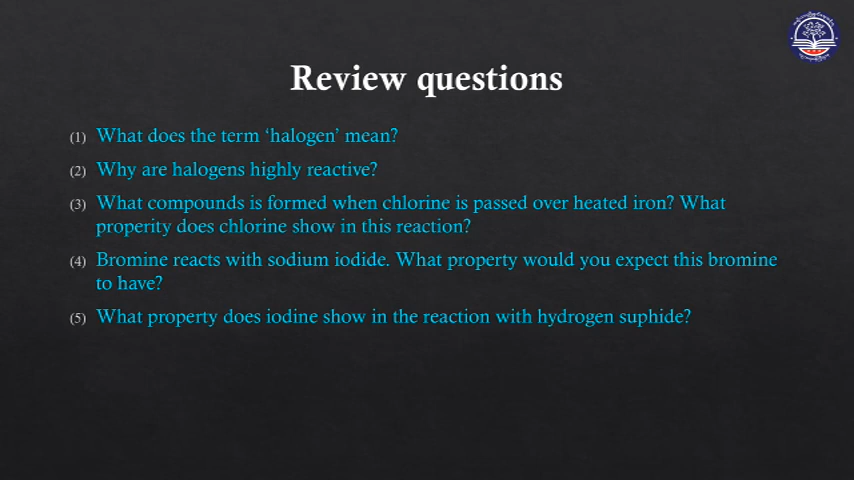 Review questions
(1) What does the term ‘halogen’ mean?
(2) Why are halogens highly reactive?
(3) What compounds is formed when chlorine is passed over heated iron? What
properity does chlorine show in this reaction?
(4) Bromine reacts with sodium iodide. What property would you expect this bromine
to have?
(5) What property does iodine show in the reaction with hydrogen suphide?